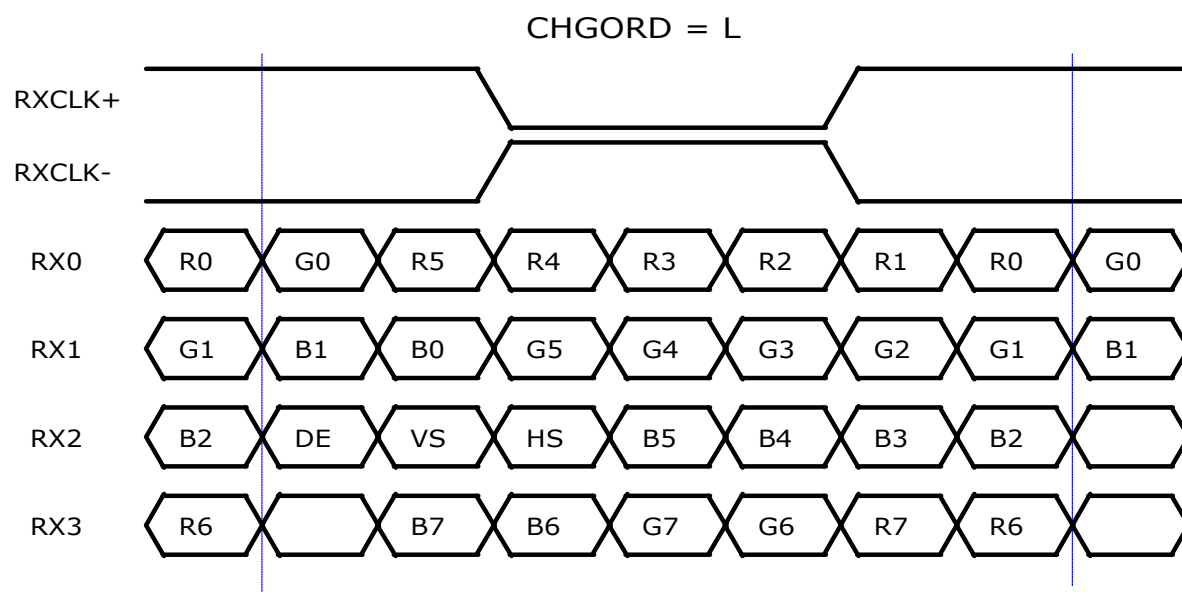 CHGORD = L
RXCLK+
RXCLK-
RX0 R0 G0 R5 R4 R3 R2 R1 R0 G0
RX1 G1 B1 B0 G5 G4 G3 G2 G1 B1
RX2 B2 DE VS HS B5 B4 B3 B2
RX3 R6 B7 B6 G7 G6 R7 R6